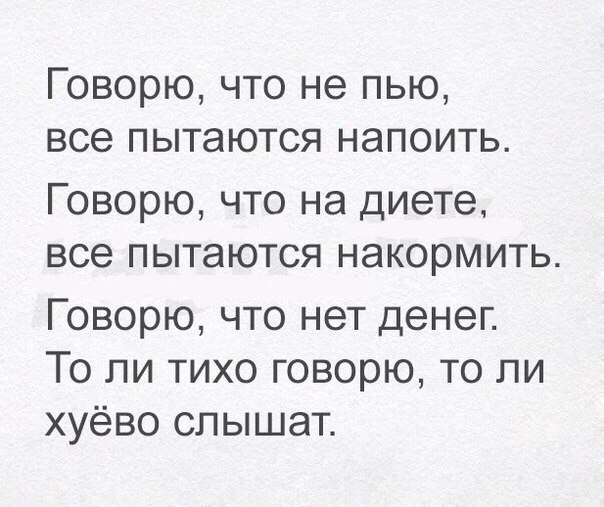 Говорю, что не пью,
все пытаются напоить.
Говорю, что на диете,
все пытаются накормить.
Говорю, что нет денег.
То ли тихо говорю, то ли
хуёво слышат.